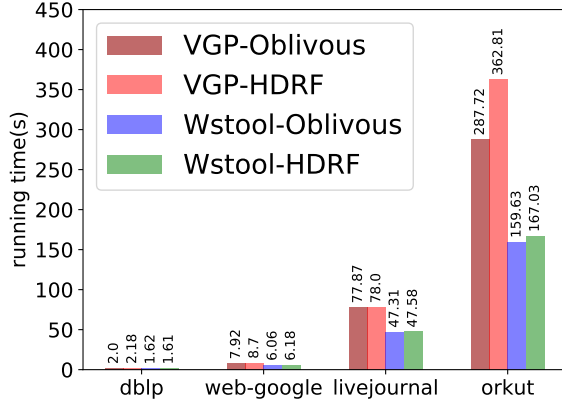 450
400
350
300
250
200
150
100
50
0
running time(s)
VGP-Oblivous
VGP-HDRF
Wstool-Oblivous
Wstool-HDRF
2.0
2.18
1.62
1.61
7.92
8.7
6.06
6.18
77.87
78.0
47.31
47.58
287.72
362.81
159.63
167.03
dblp
web-google
livejournal
orkut